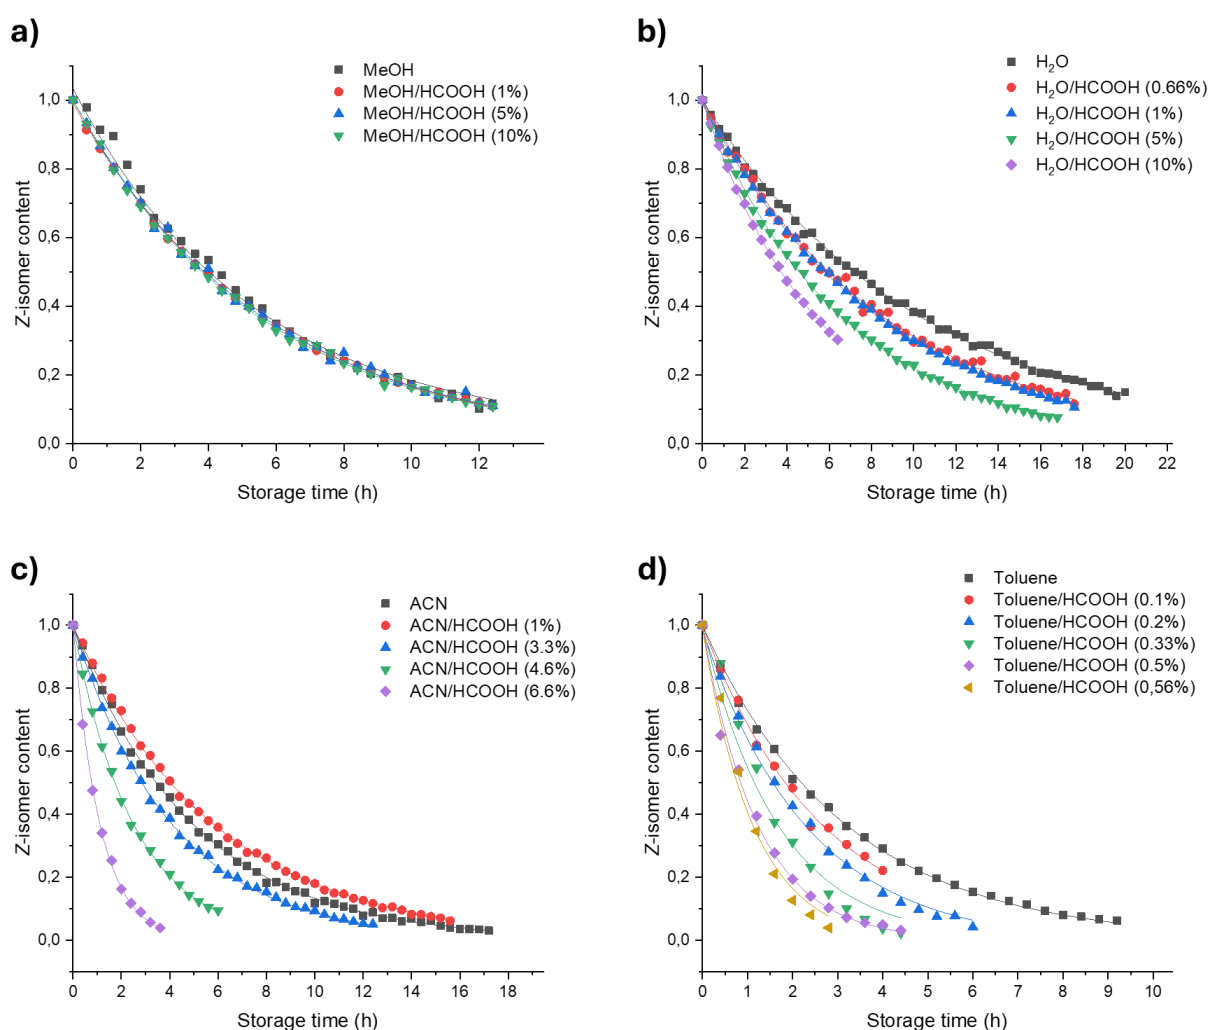 a)
MeOH
MeOH/HCOOH (1%)
MeOH/HCOOH (5%)
MeOH/HCOOH (10%)
1,0
0,8
0,6
0,4
0,2
0,0
Z-isomer content
0 2 4 6 8 10 12
Storage time (h)
b)
H₂O
H₂O/HCOOH (0.66%)
H₂O/HCOOH (1%)
H₂O/HCOOH (5%)
H₂O/HCOOH (10%)
1,0
0,8
0,6
0,4
0,2
0,0
Z-isomer content
0 2 4 6 8 10 12 14 16 18 20 22
Storage time (h)
c)
ACN
ACN/HCOOH (1%)
ACN/HCOOH (3.3%)
ACN/HCOOH (4.6%)
ACN/HCOOH (6.6%)
1,0
0,8
0,6
0,4
0,2
0,0
Z-isomer content
0 2 4 6 8 10 12 14 16 18
Storage time (h)
d)
Toluene
Toluene/HCOOH (0.1%)
Toluene/HCOOH (0.2%)
Toluene/HCOOH (0.33%)
Toluene/HCOOH (0.5%)
Toluene/HCOOH (0,56%)
1,0
0,8
0,6
0,4
0,2
0,0
Z-isomer content
0 1 2 3 4 5 6 7 8 9 10
Storage time (h)